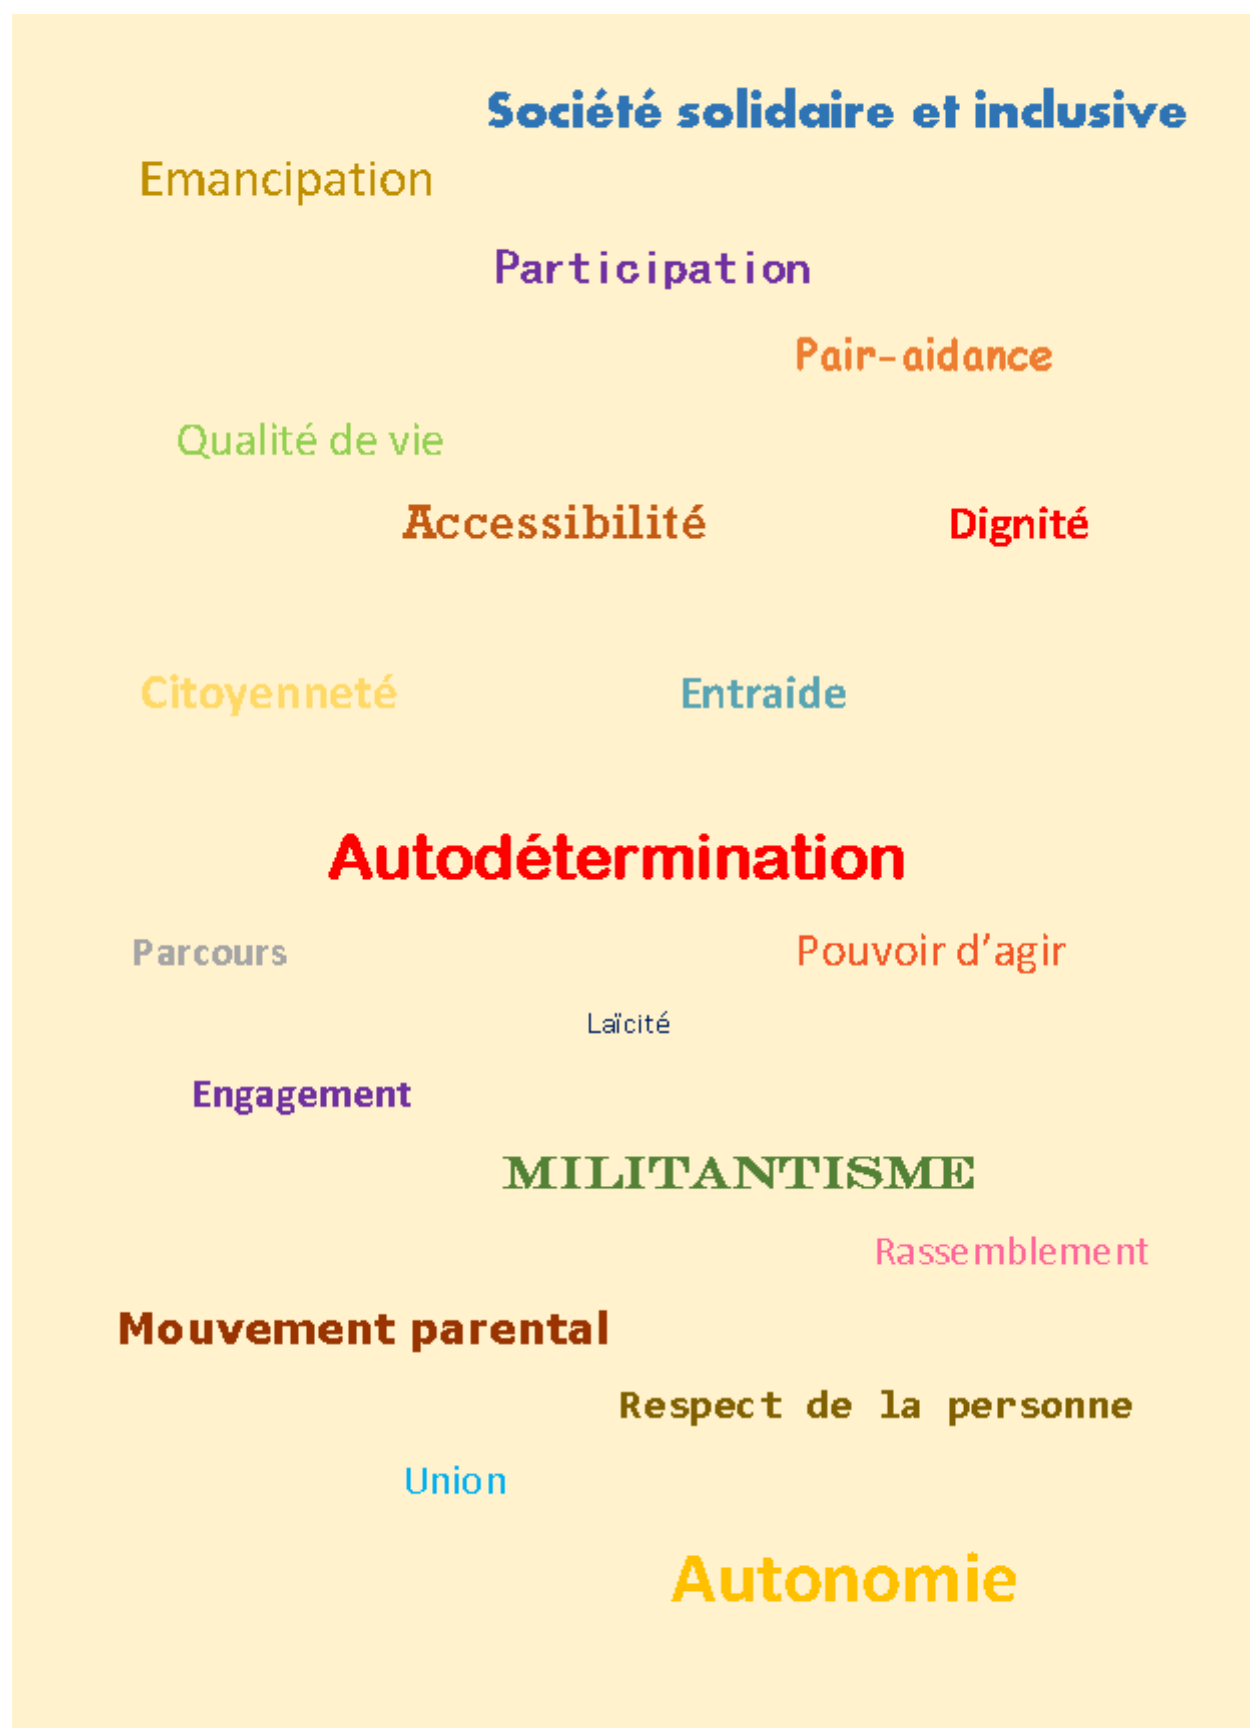 Société solidaire et inclusive
Emancipation
Participation
Pair-aidance
Qualité de vie
Accessibilité Dignité
Citoyenneté Entraide
Autodétermination
Parcours Pouvoir d’agir
Laïcité
Engagement
MILITANTISME
Rassemblement
Mouvement parental
Respect de la personne
Union
Autonomie